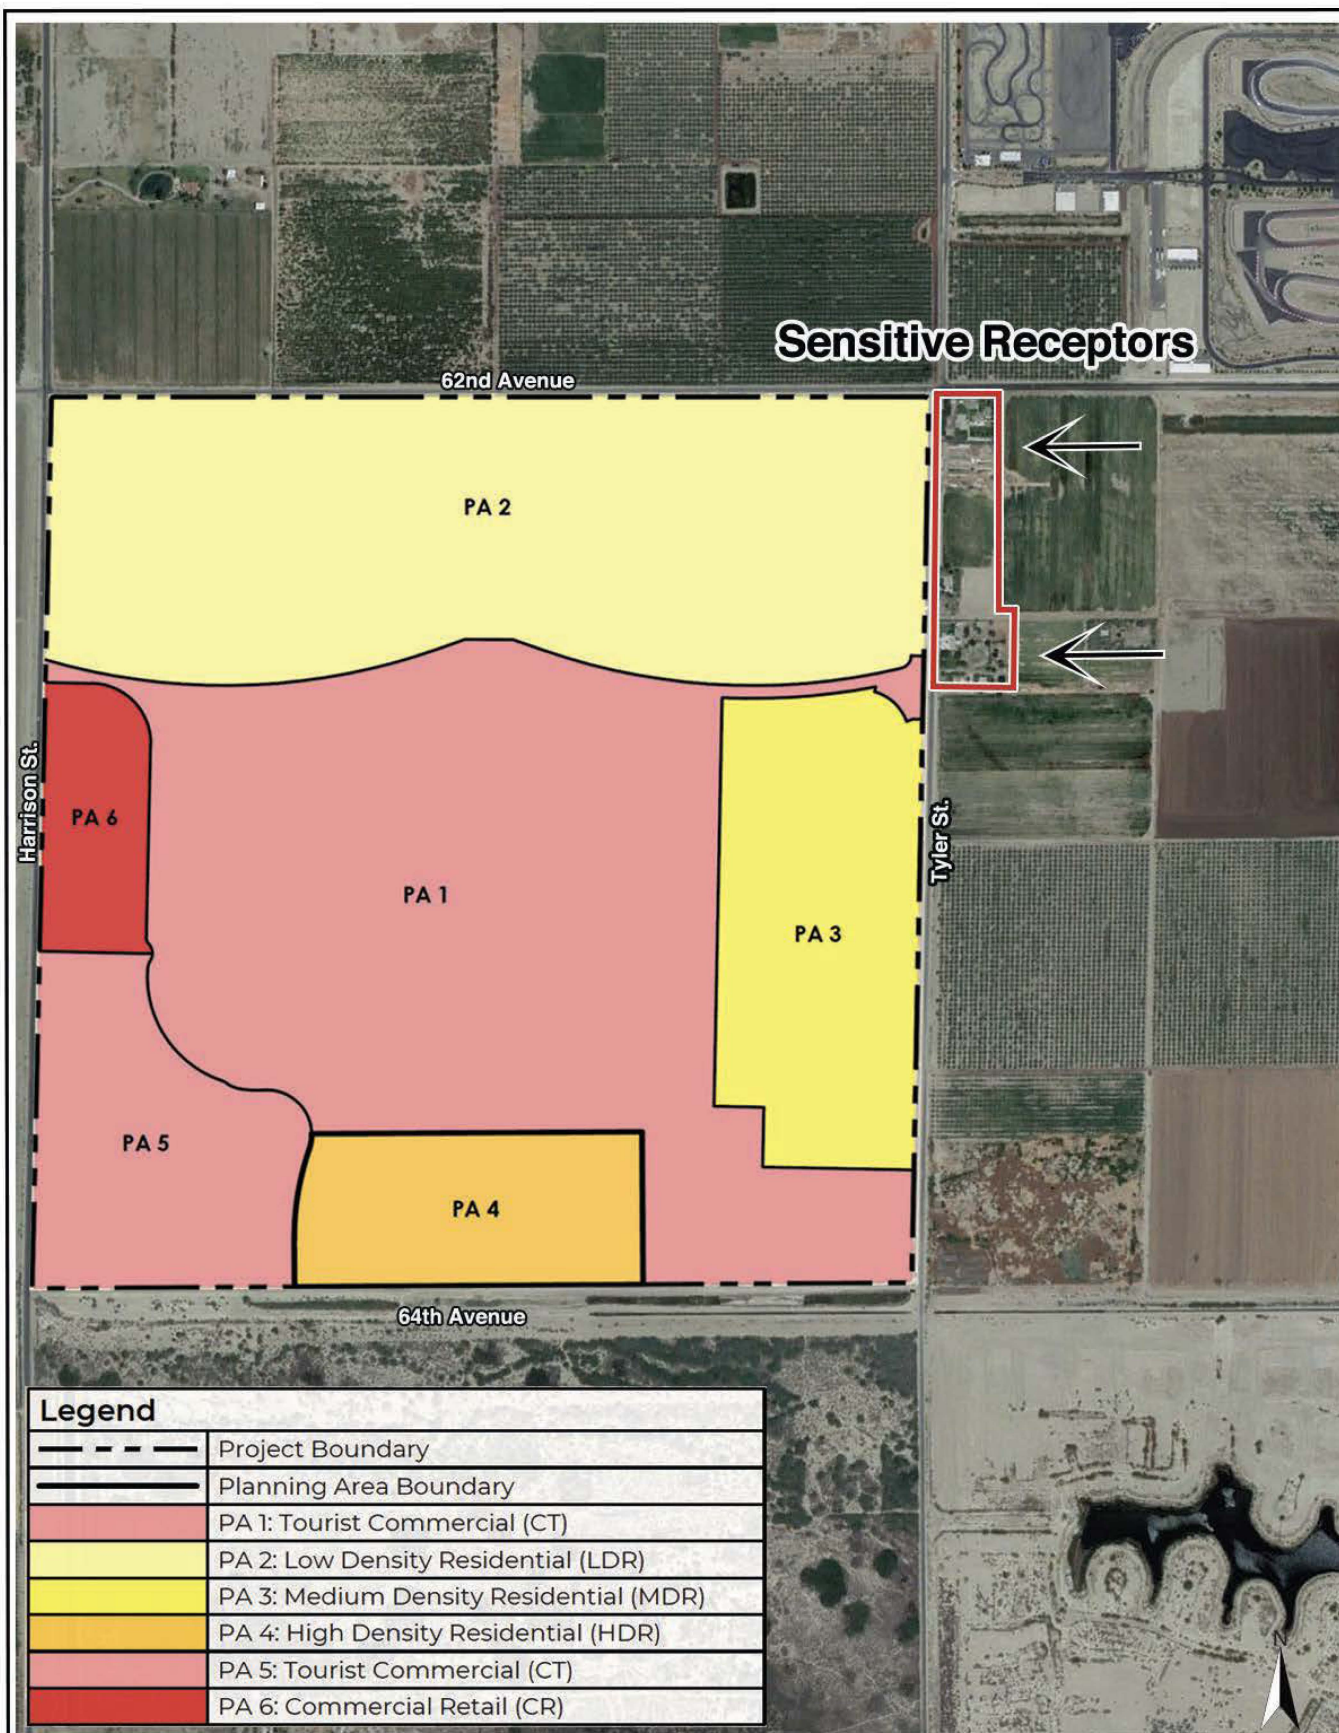 Sensitive Receptors
62nd Avenue
PA 2
Harrison St.
PA 6
Tyler St.
PA 1
PA 3
PA 5
PA 4
64th Avenue
Legend
Project Boundary
Planning Area Boundary
PA 1: Tourist Commercial (CT)
PA 2: Low Density Residential (LDR)
PA 3: Medium Density Residential (MDR)
PA 4: High Density Residential (HDR)
PA 5: Tourist Commercial (CT)
PA 6: Commercial Retail (CR)
N